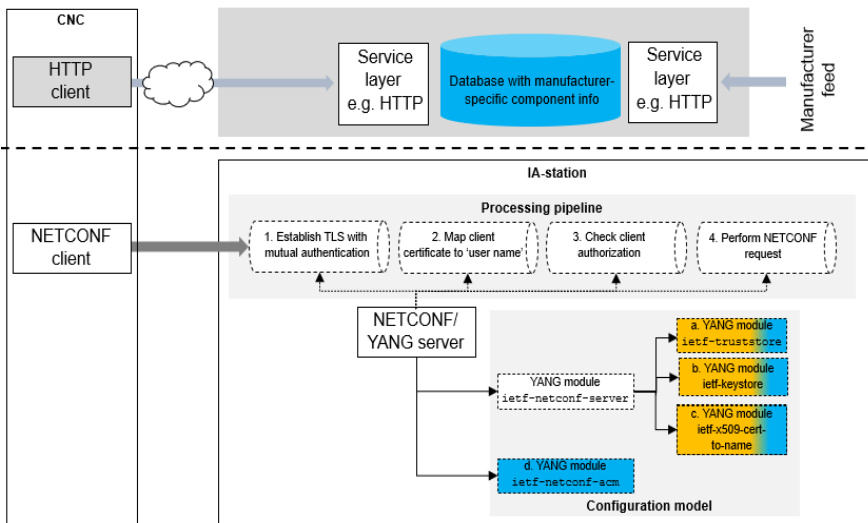 CNC
HTTP
client
Service
layer
e.g. HTTP
Database with manufacturer-
specific component info
Service
layer
e.g. HTTP
Manufacturer
feed
IA-station
Processing pipeline
NETCONF
client
1. Establish TLS with
mutual authentication
2. Map client
certificate to ‘user name’
3. Check client
authorization
4. Perform NETCONF
request
NETCONF/
YANG server
YANG module
ietf-netconf-server
a. YANG module
ietf-truststore
b. YANG module
ietf-keystore
c. YANG module
ietf-x509-cert-
to-name
d. YANG module
ietf-netconf-acm
Configuration model